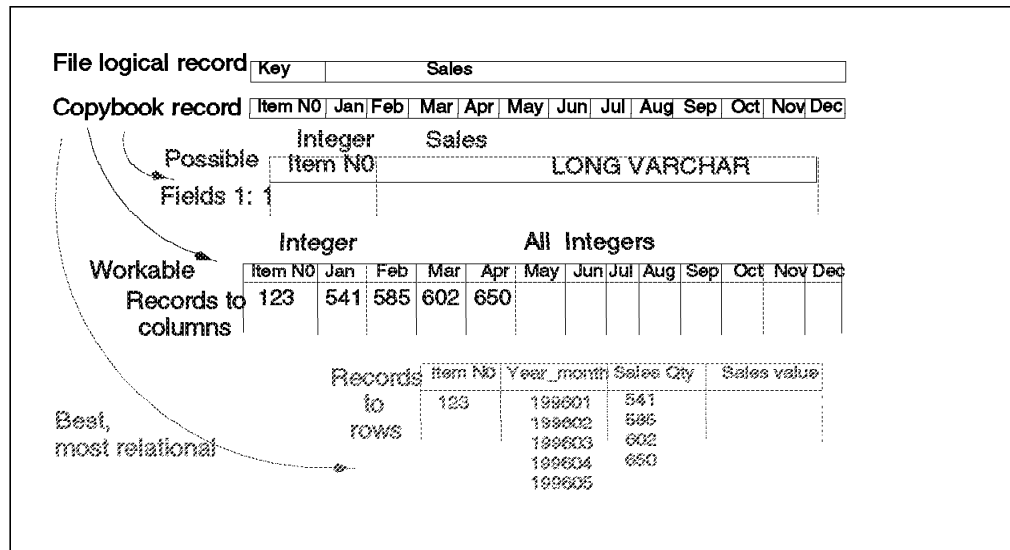 File logical record Key Sales
Copybook record Item N0 Jan Feb Mar Apr May Jun Jul Aug Sep Oct Nov Dec
Integer Sales
Possible Item N0 LONG VARCHAR
Fields 1: 1
Integer All Integers
Workable Item N0 Jan Feb Mar Apr May Jun Jul Aug Sep Oct Nov Dec
Records to 123 541 585 602 650
columns
Records Item N0 Year_month Sales Qty Sales value
to 123 199601 541
rows 199602 585
199603 602
199604 650
199605
Best,
most relational